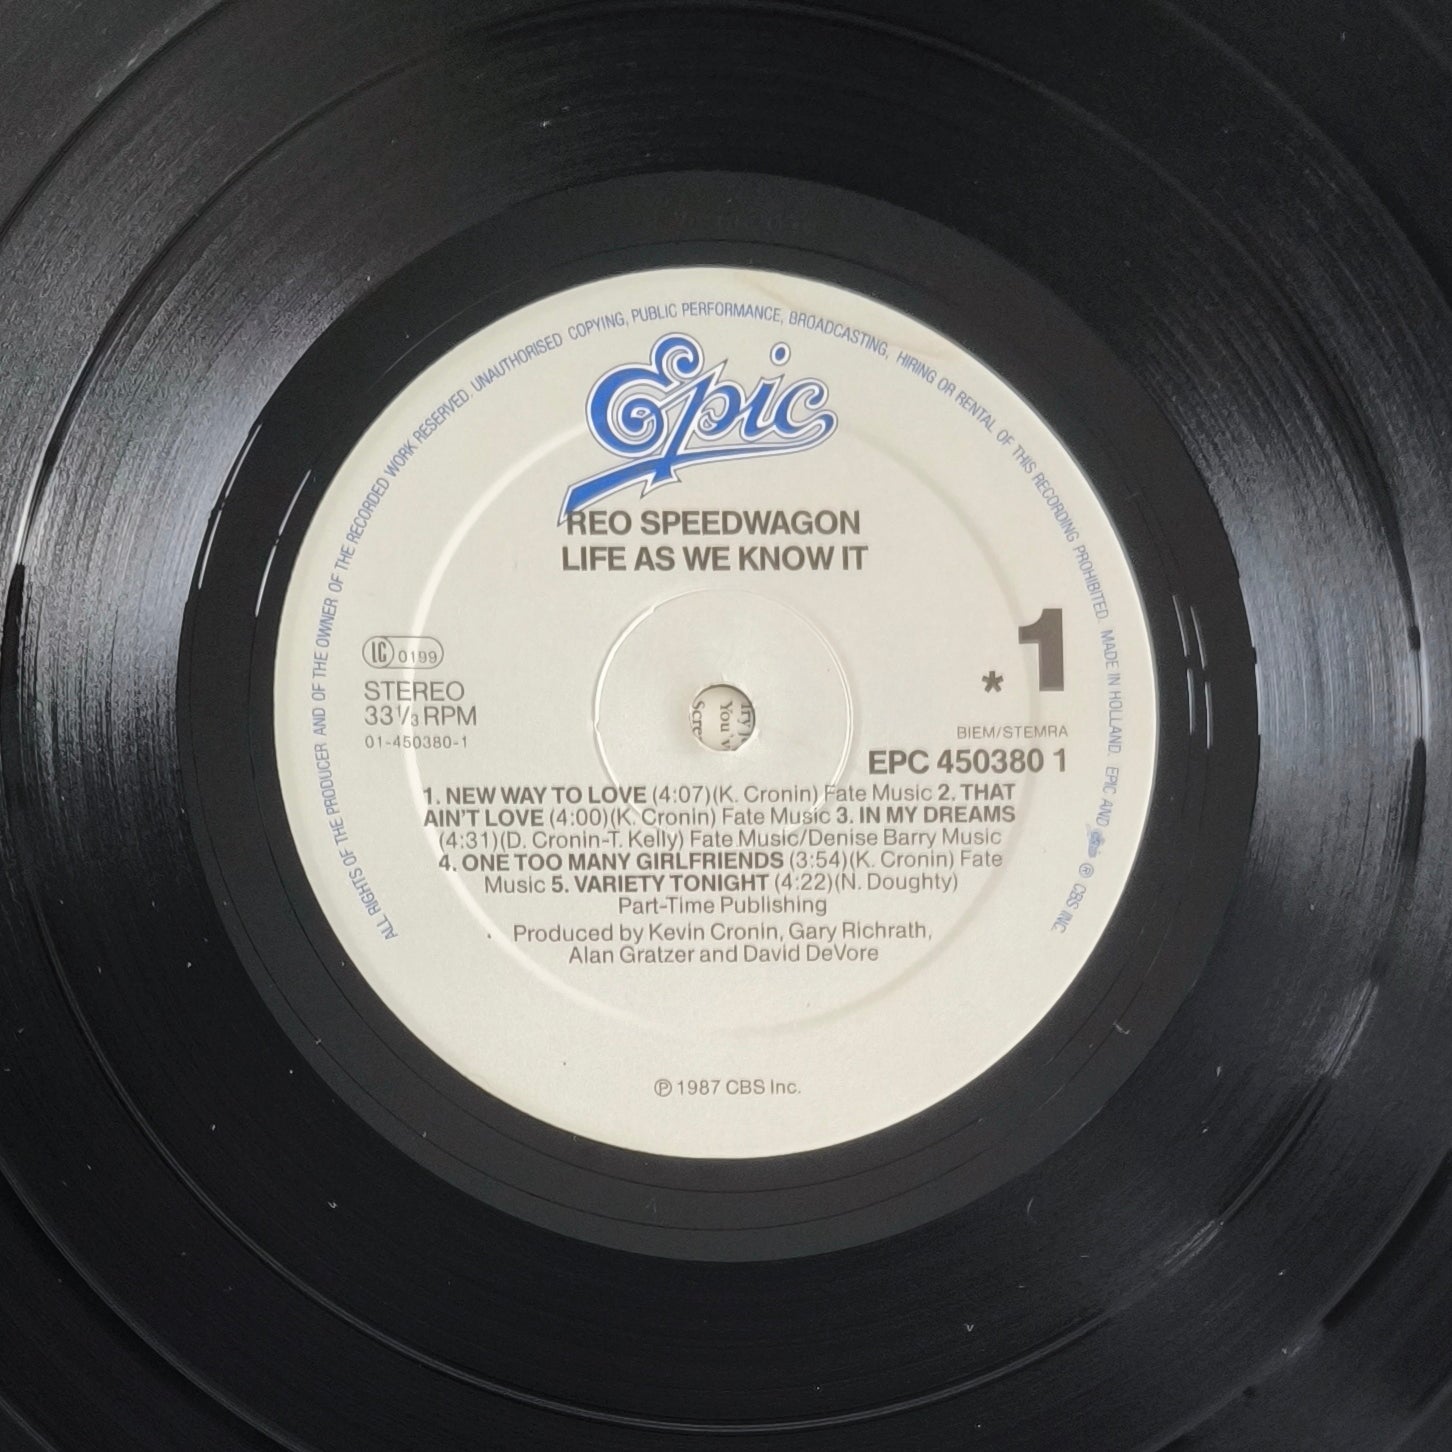 ALL RIGHTS OF THE PRODUCER AND OF THE OWNER OF THE RECORDED WORK RESERVED. UNAUTHORISED COPYING, PUBLIC PERFORMANCE, BROADCASTING, HIRING OR RENTAL OF THIS RECORDING PROHIBITED. MADE IN HOLLAND. EPIC AND Epic ® CBS INC.
Epic
REO SPEEDWAGON
LIFE AS WE KNOW IT
LC 0199
STEREO
33⅓ RPM
01-450380-1
* 1
BIEM/STEMRA
EPC 450380 1
1. NEW WAY TO LOVE (4:07)(K. Cronin) Fate Music 2. THAT
AIN'T LOVE (4:00)(K. Cronin) Fate Music 3. IN MY DREAMS
(4:31)(D. Cronin-T. Kelly) Fate Music/Denise Barry Music
4. ONE TOO MANY GIRLFRIENDS (3:54)(K. Cronin) Fate
Music 5. VARIETY TONIGHT (4:22)(N. Doughty)
Part-Time Publishing
Produced by Kevin Cronin, Gary Richrath,
Alan Gratzer and David DeVore
℗ 1987 CBS Inc.